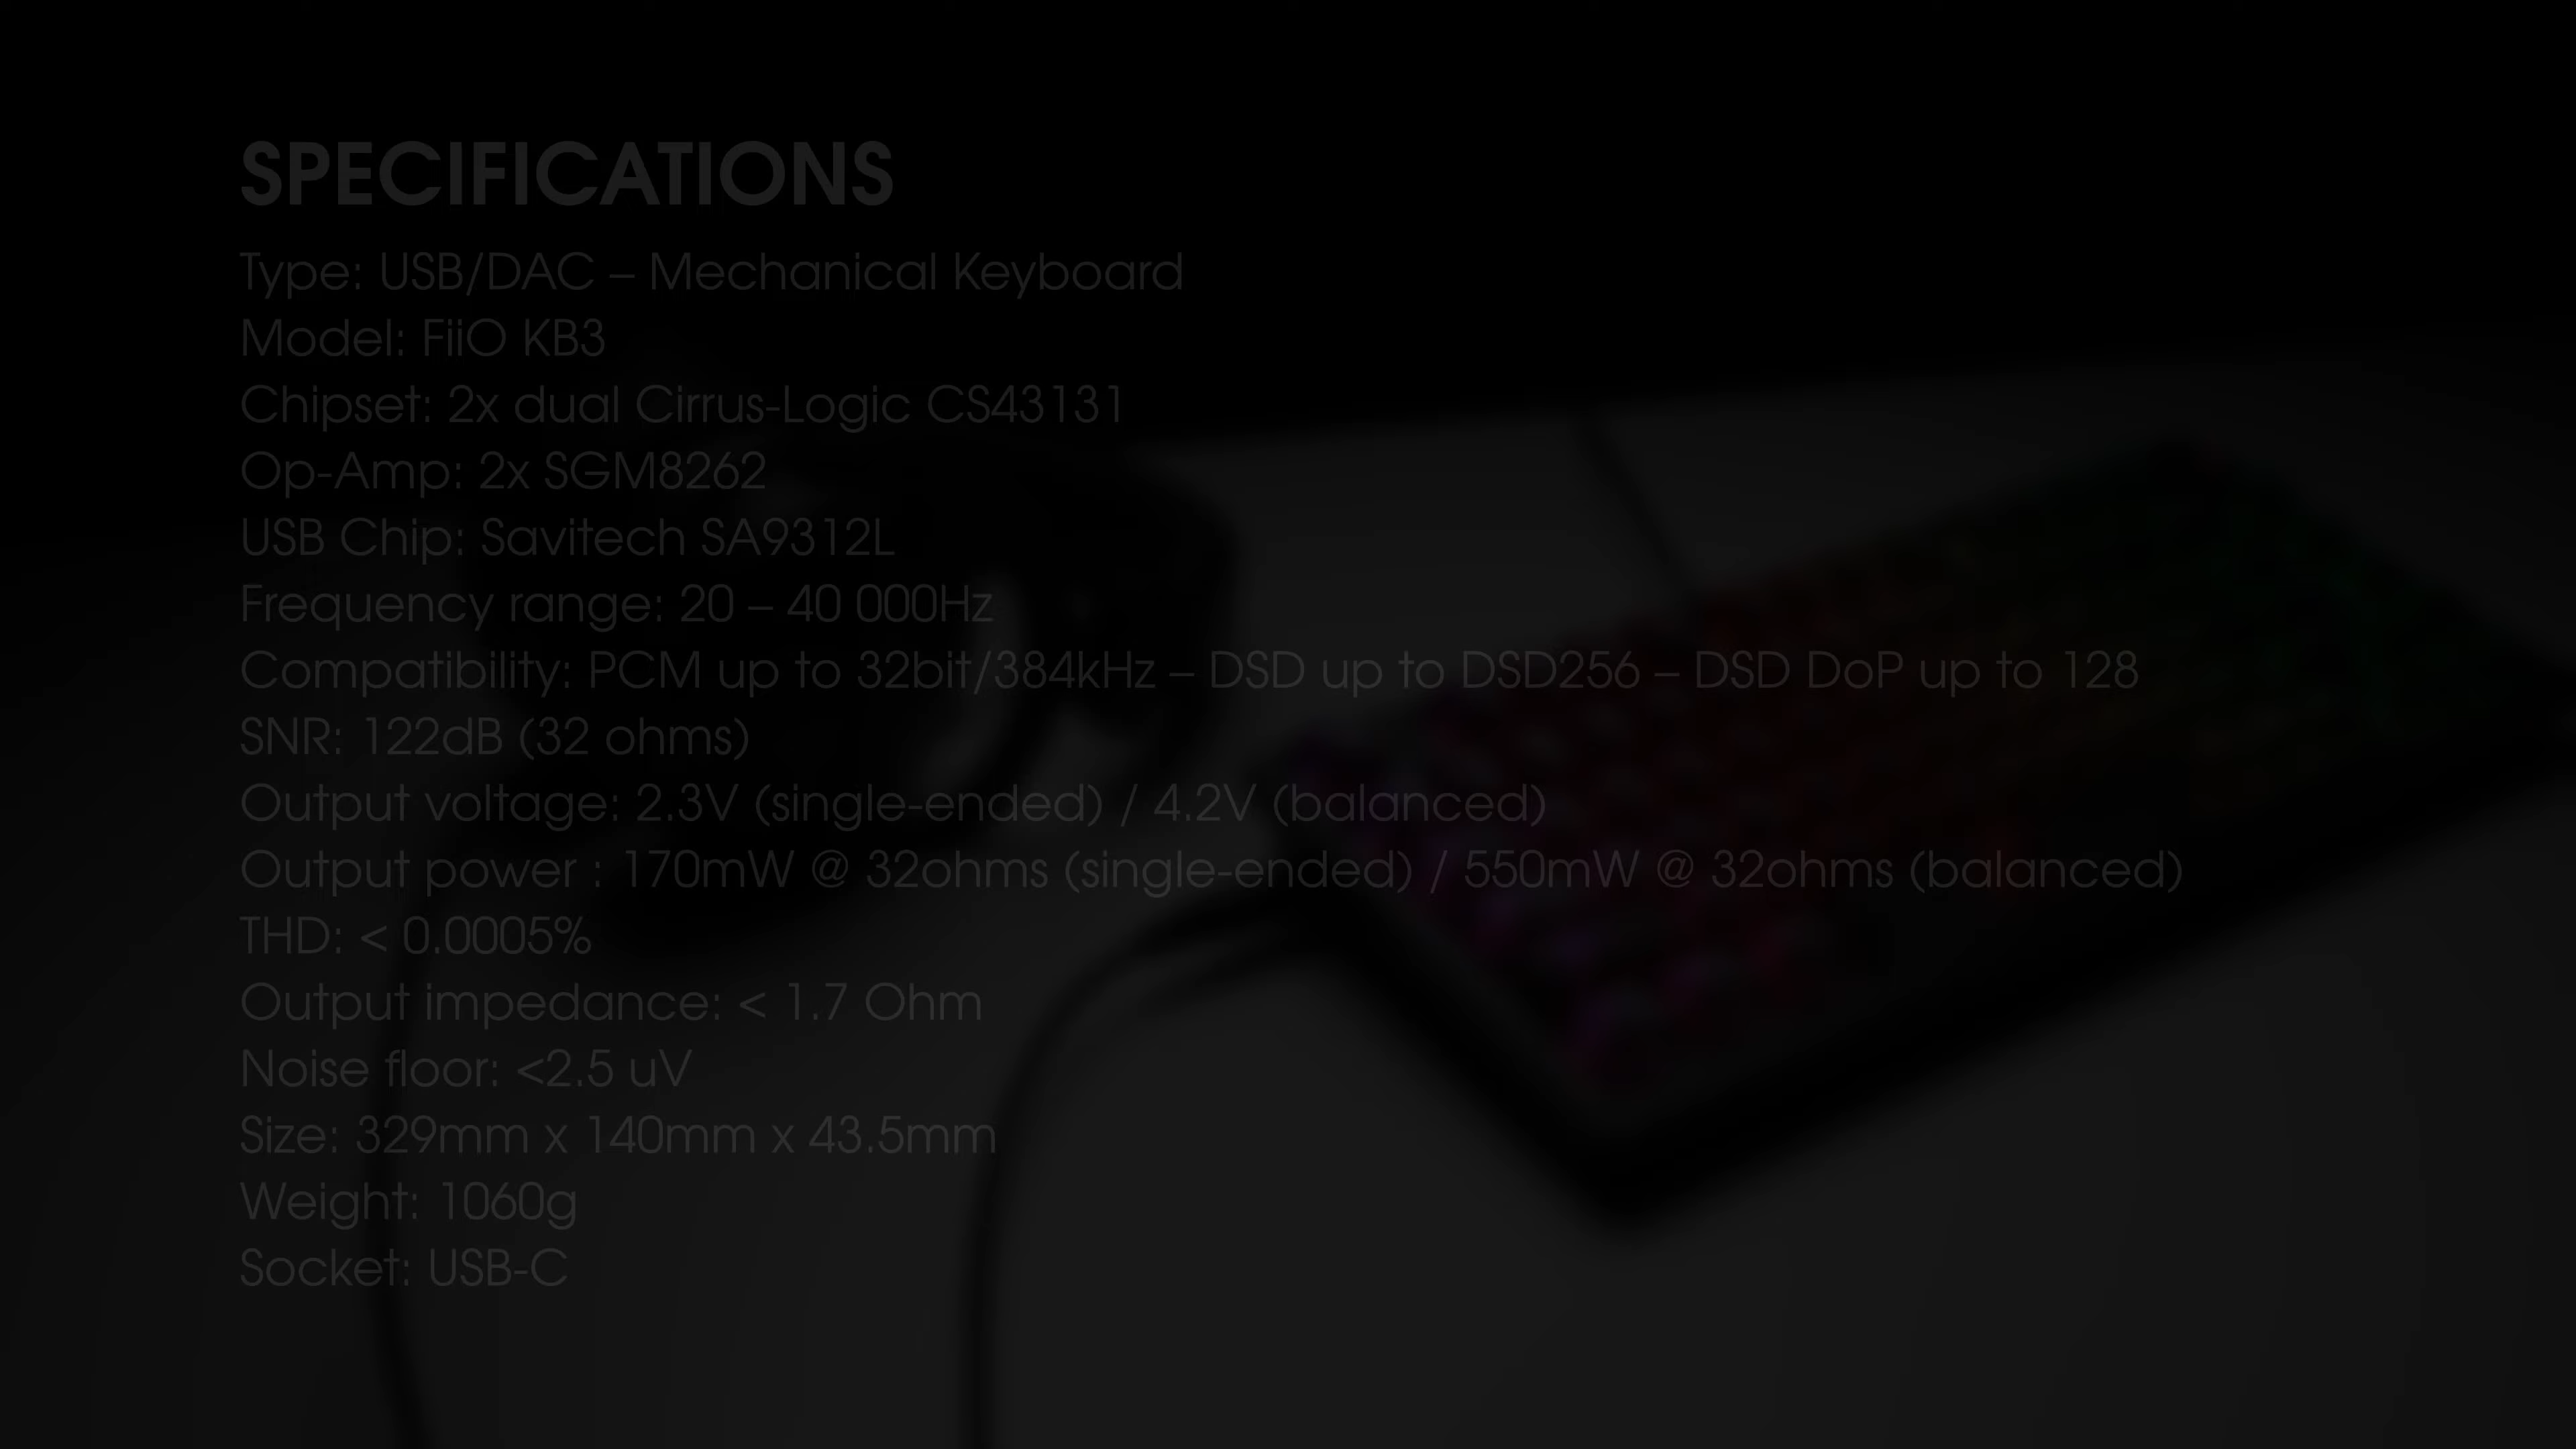 SPECIFICATIONS
Type: USB/DAC – Mechanical Keyboard
Model: FiiO KB3
Chipset: 2x dual Cirrus-Logic CS43131
Op-Amp: 2x SGM8262
USB Chip: Savitech SA9312L
Frequency range: 20 – 40 000Hz
Compatibility: PCM up to 32bit/384kHz – DSD up to DSD256 – DSD DoP up to 128
SNR: 122dB (32 ohms)
Output voltage: 2.3V (single-ended) / 4.2V (balanced)
Output power : 170mW @ 32ohms (single-ended) / 550mW @ 32ohms (balanced)
THD: < 0.0005%
Output impedance: < 1.7 Ohm
Noise floor: <2.5 uV
Size: 329mm x 140mm x 43.5mm
Weight: 1060g
Socket: USB-C